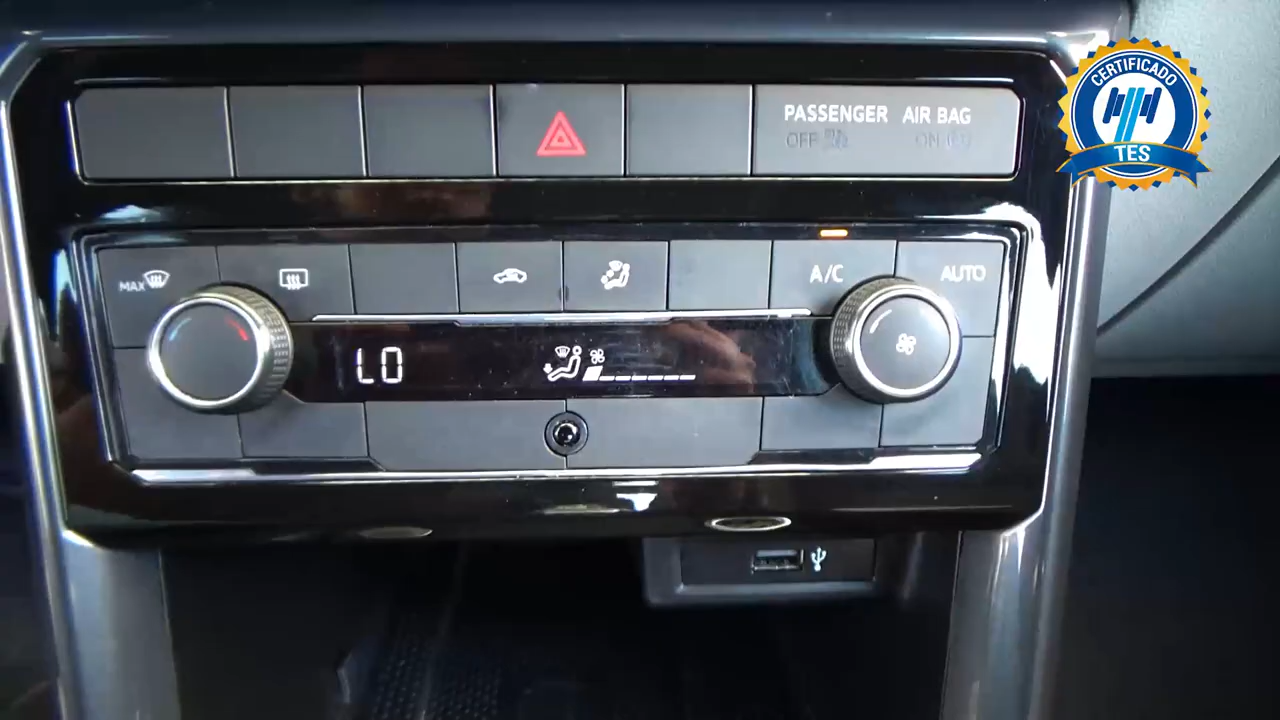 CERTIFICADO
TES
PASSENGER AIR BAG
OFF ON
MAX
A/C
AUTO
LO